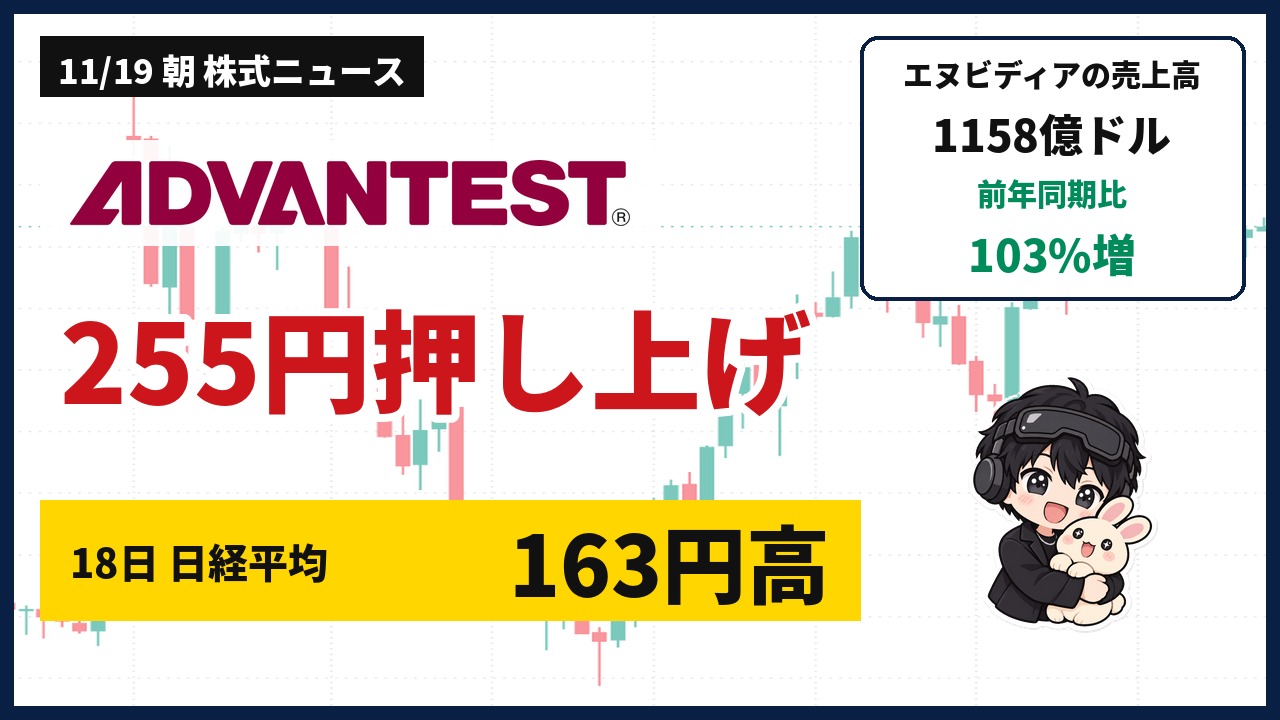 11/19 朝 株式ニュース
ADVANTEST®
255円押し上げ
18日 日経平均
163円高
エヌビディアの売上高
1158億ドル
前年同期比
103%増